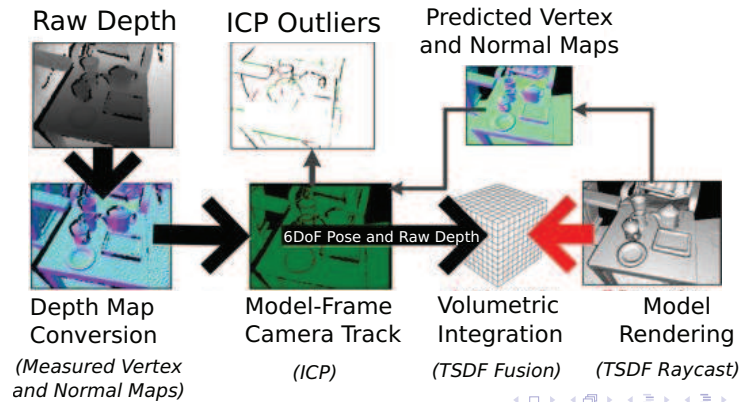 Raw Depth
ICP Outliers
Predicted Vertex
and Normal Maps
6DoF Pose and Raw Depth
Depth Map
Conversion
(Measured Vertex
and Normal Maps)
Model-Frame
Camera Track
(ICP)
Volumetric
Integration
(TSDF Fusion)
Model
Rendering
(TSDF Raycast)